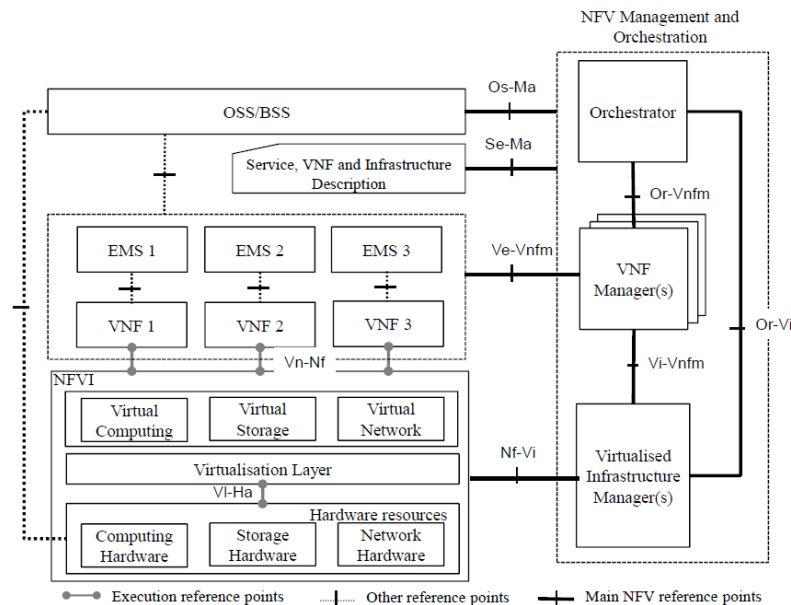 NFV Management and
Orchestration
Os-Ma
Orchestrator
OSS/BSS
Se-Ma
Service, VNF and Infrastructure
Description
Or-Vnfm
EMS 1
EMS 2
EMS 3
Ve-Vnfm
VNF
Manager(s)
VNF 1
VNF 2
VNF 3
Or-Vi
Vn-Nf
Vi-Vnfm
NFVI
Virtual
Computing
Virtual
Storage
Virtual
Network
Nf-Vi
Virtualised
Infrastructure
Manager(s)
Virtualisation Layer
Vl-Ha
Hardware resources
Computing
Hardware
Storage
Hardware
Network
Hardware
Execution reference points
Other reference points
Main NFV reference points